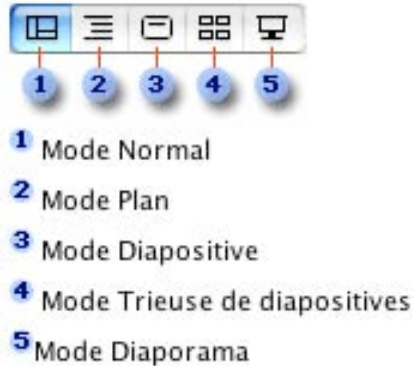 1 2 3 4 5
1 Mode Normal
2 Mode Plan
3 Mode Diapositive
4 Mode Trieuse de diapositives
5 Mode Diaporama